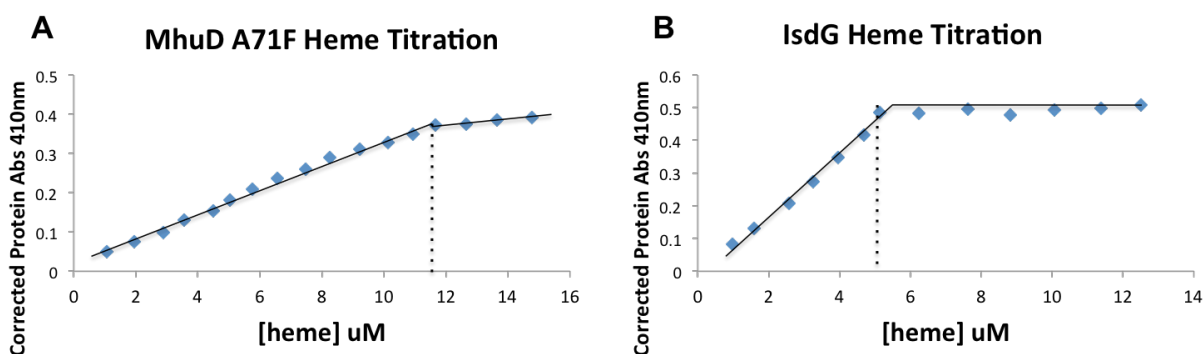 A
MhuD A71F Heme Titration
Corrected Protein Abs 410nm
0.5
0.4
0.3
0.2
0.1
0
0 2 4 6 8 10 12 14 16
[heme] uM
B
IsdG Heme Titration
Corrected Protein Abs 410nm
0.6
0.5
0.4
0.3
0.2
0.1
0
0 2 4 6 8 10 12 14
[heme] uM